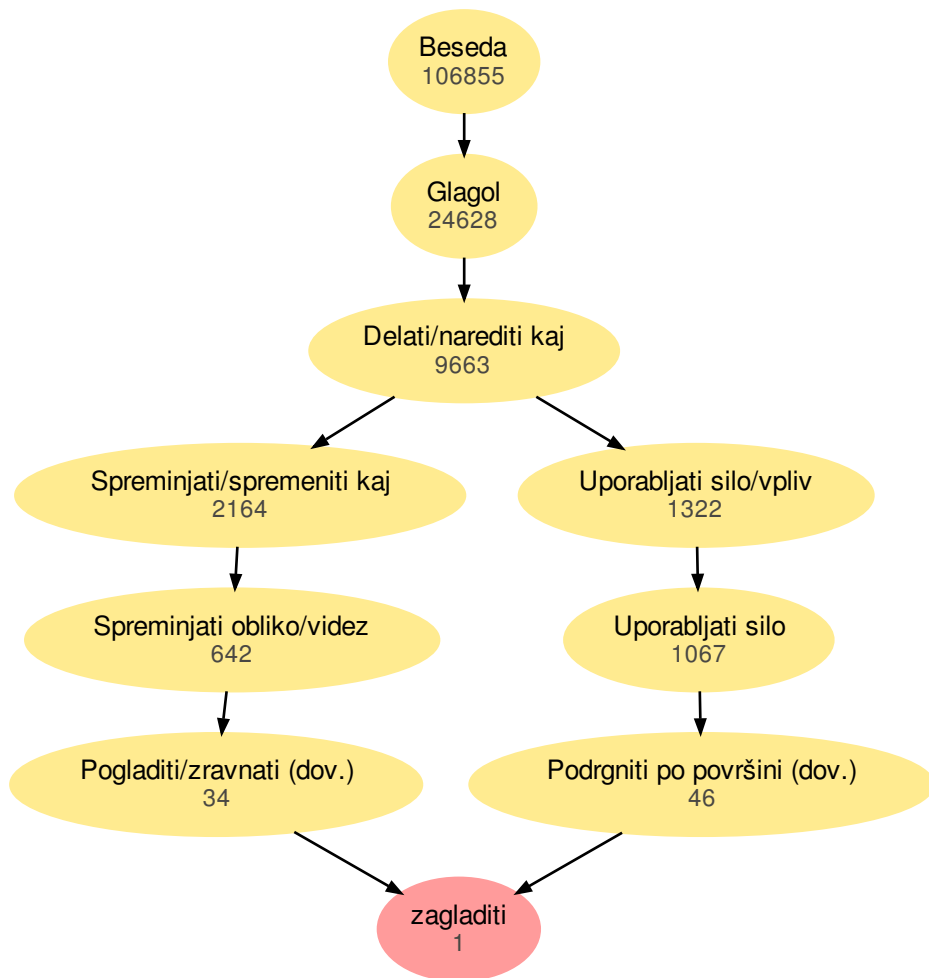 Beseda
106855
Glagol
24628
Delati/narediti kaj
9663
Spreminjati/spremeniti kaj
2164
Uporabljati silo/vpliv
1322
Spreminjati obliko/videz
642
Uporabljati silo
1067
Pogladiti/zravnati (dov.)
34
Podrgniti po površini (dov.)
46
zagladiti
1